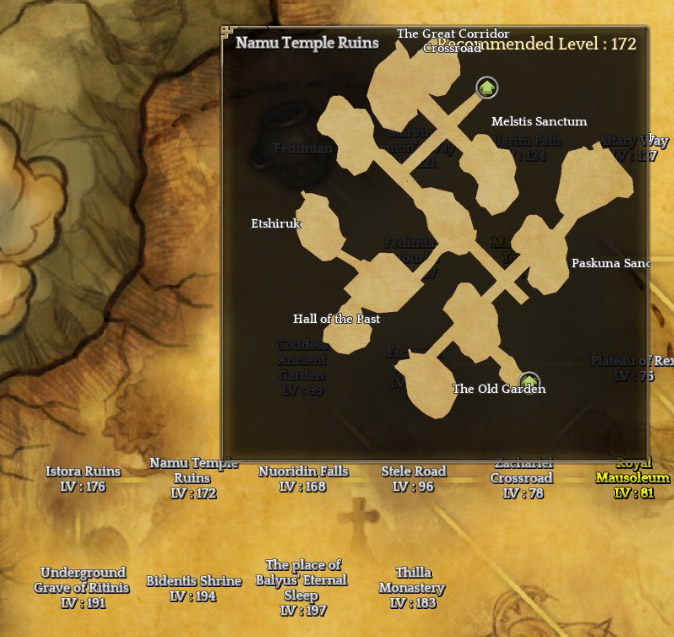 The Great Corridor
Namu Temple Ruins
Recommended Level : 172
Crossroad
Melstis Sanctum
Fedimian
Etshiruk
Paskuna Sanc
Hall of the Past
Goddess
Ancient
Garden
LV : 99
Plateau of Rex
LV : 75
The Old Garden
Istora Ruins
LV : 176
Namu Temple
Ruins
LV : 172
Nuoridin Falls
LV : 168
Stele Road
LV : 96
Zachariel
Crossroad
LV : 78
Royal
Mausoleum
LV : 81
Underground
Grave of Ritinis
LV : 191
Bidentis Shrine
LV : 194
The place of
Balyus' Eternal
Sleep
LV : 197
Thilla
Monastery
LV : 183